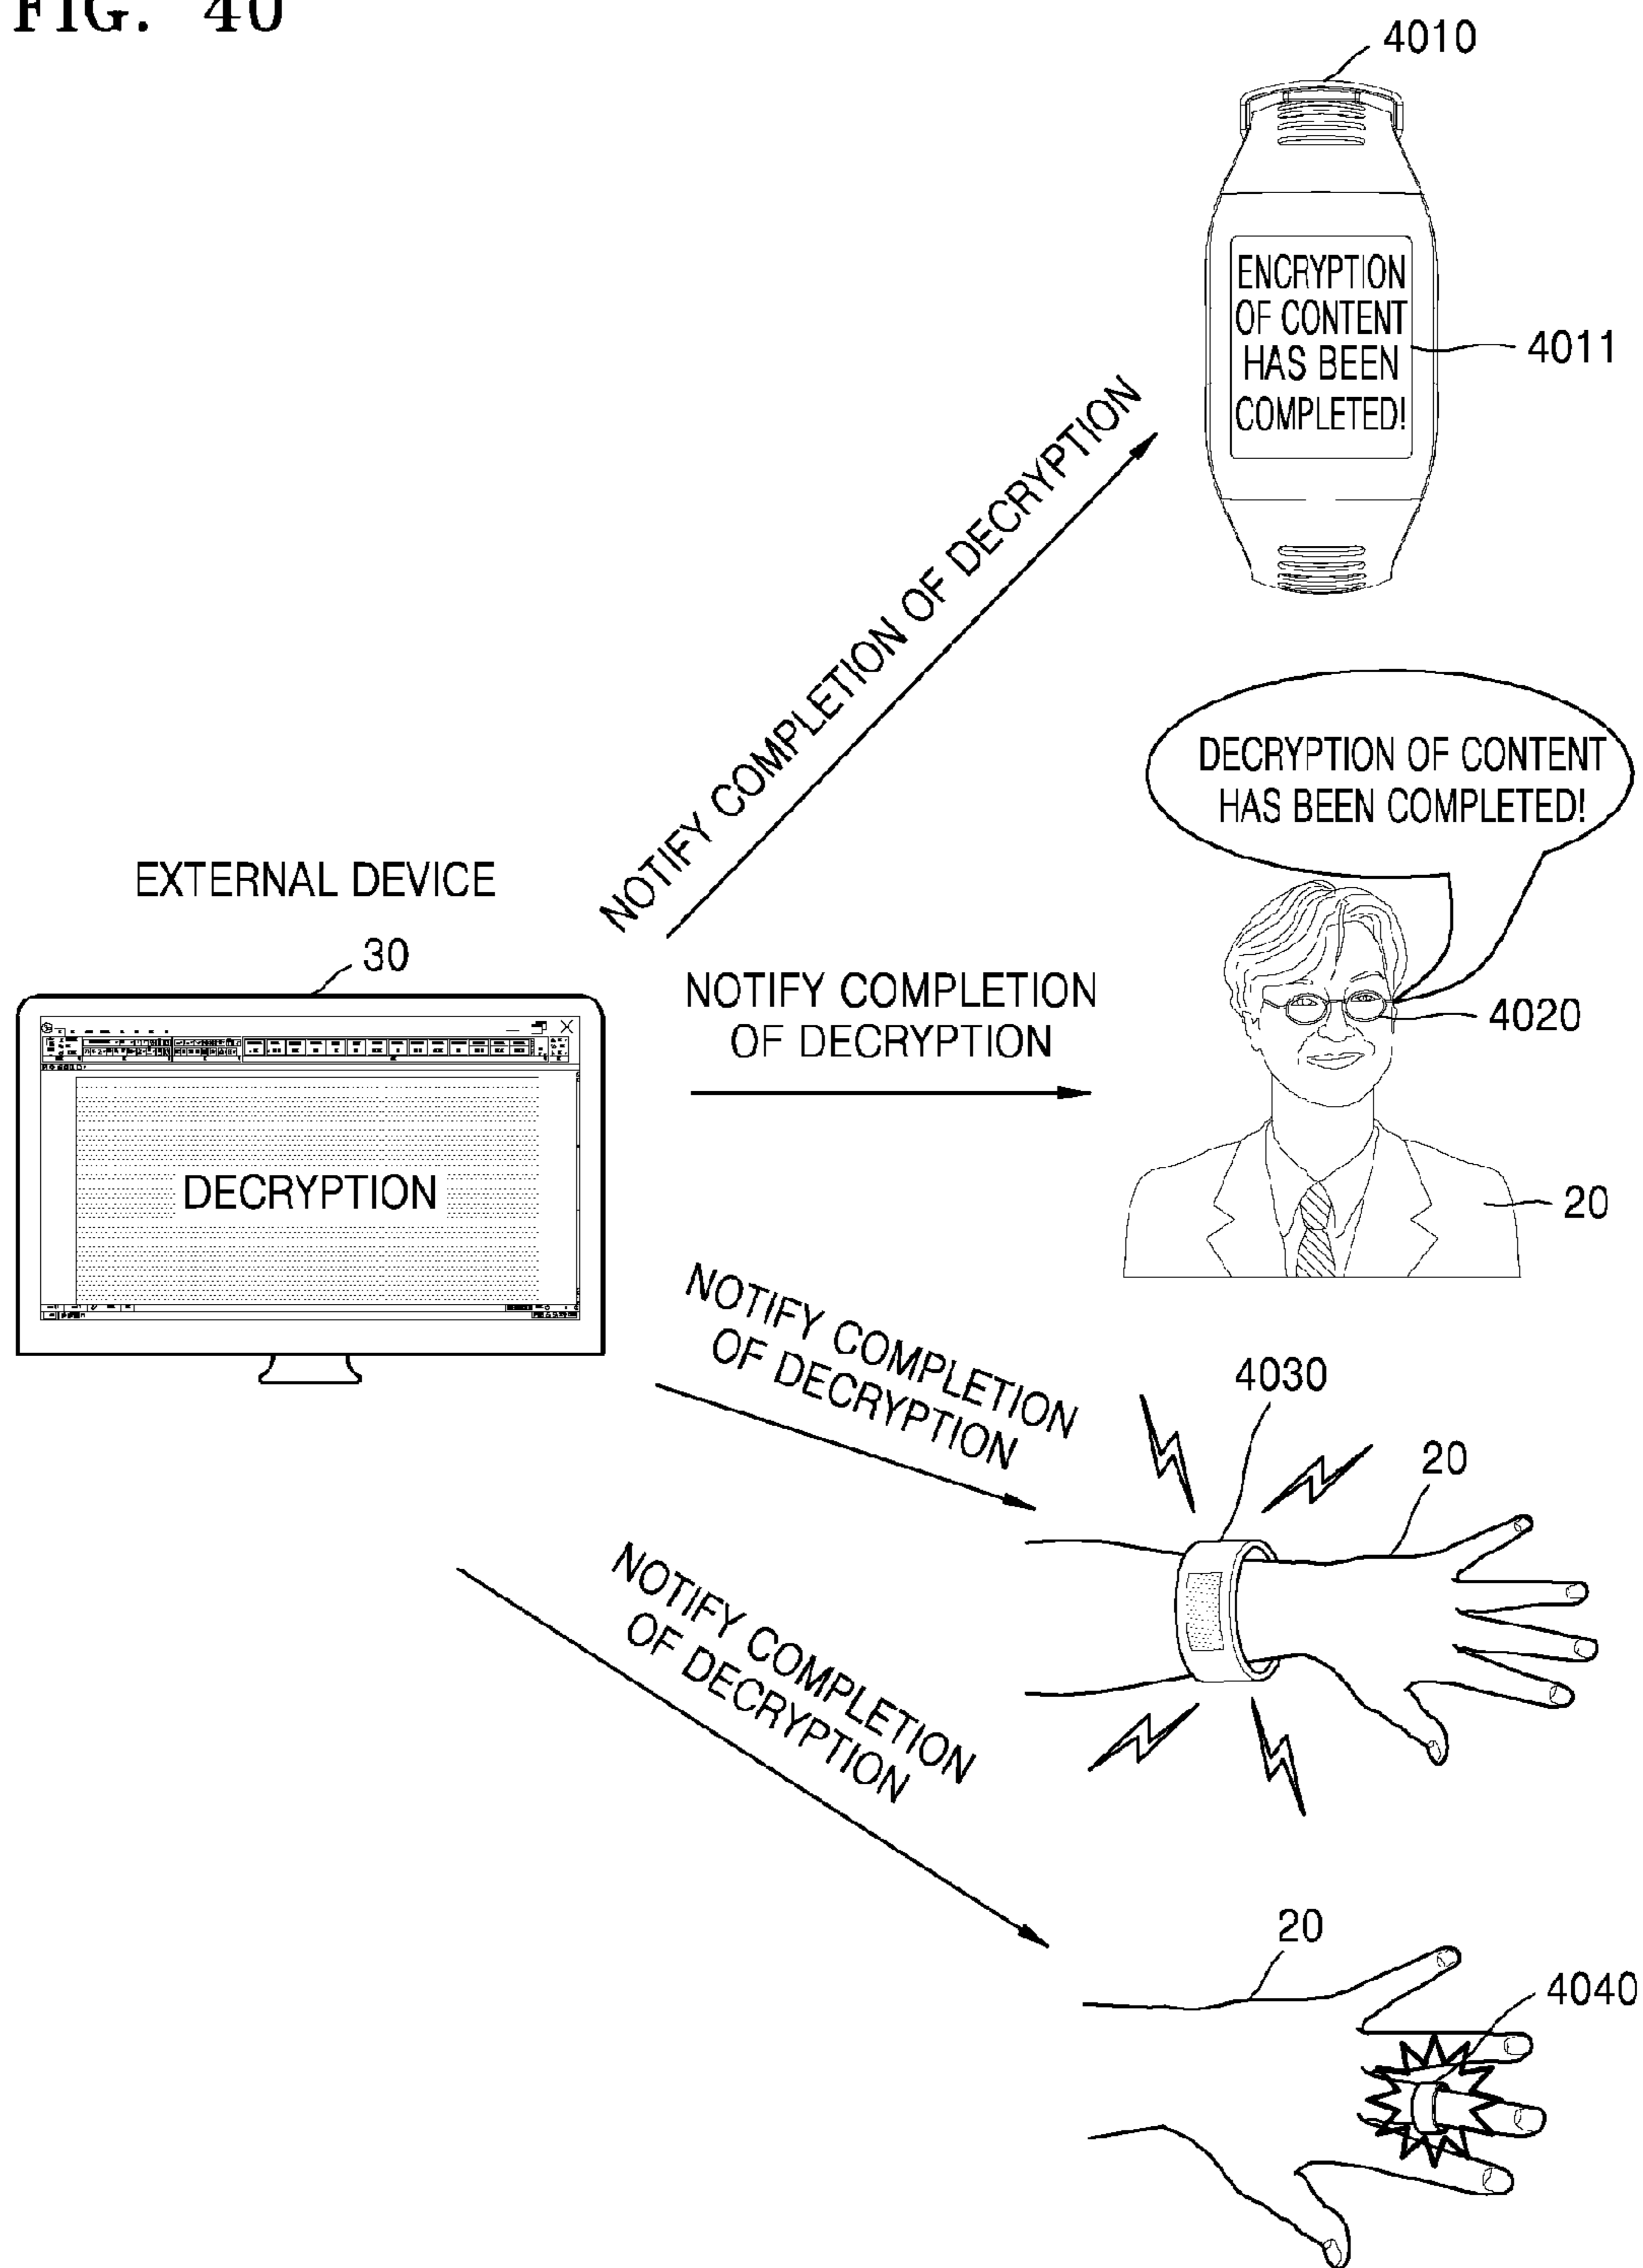 FIG. 40
4010
ENCRYPTION
OF CONTENT
HAS BEEN
COMPLETED!
4011
NOTIFY COMPLETION OF DECRYPTION
DECRYPTION OF CONTENT
HAS BEEN COMPLETED!
EXTERNAL DEVICE
30
NOTIFY COMPLETION
OF DECRYPTION
4020
DECRYPTION
20
NOTIFY COMPLETION
OF DECRYPTION
4030
20
NOTIFY COMPLETION
OF DECRYPTION
20
4040